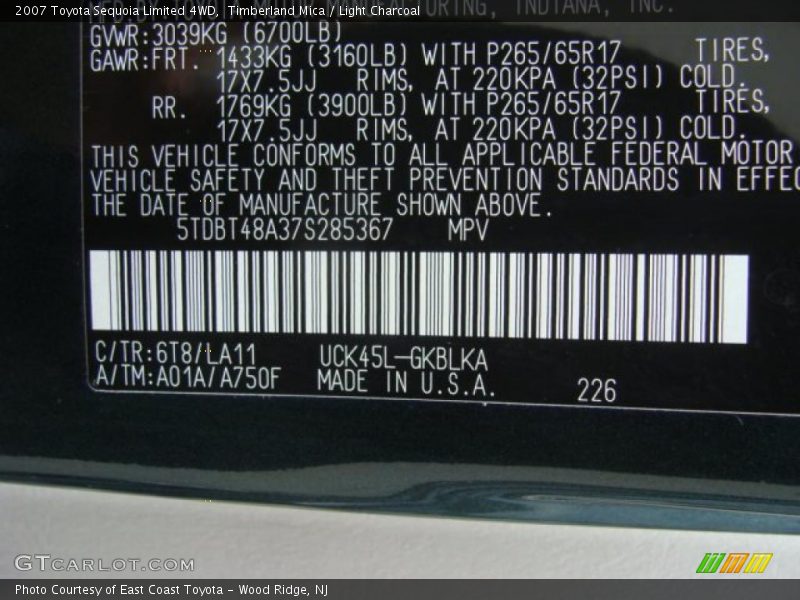 2007 Toyota Sequoia Limited 4WD, Timberland Mica / Light Charcoal
INDIANA, INC.
GVWR:3039KG (6700LB)
GAWR:FRT. 1433KG (3160LB) WITH P265/65R17 TIRES,
17X7.5JJ RIMS, AT 220KPA (32PSI) COLD.
RR. 1769KG (3900LB) WITH P265/65R17 TIRES,
17X7.5JJ RIMS, AT 220KPA (32PSI) COLD.
THIS VEHICLE CONFORMS TO ALL APPLICABLE FEDERAL MOTOR
VEHICLE SAFETY AND THEFT PREVENTION STANDARDS IN EFFEC
THE DATE OF MANUFACTURE SHOWN ABOVE.
5TDBT48A37S285367 MPV
C/TR:6T8/LA11 UCK45L-GKBLKA
A/TM:A01A/A750F MADE IN U.S.A. 226
GTCARLOT.COM
Photo Courtesy of East Coast Toyota - Wood Ridge, NJ